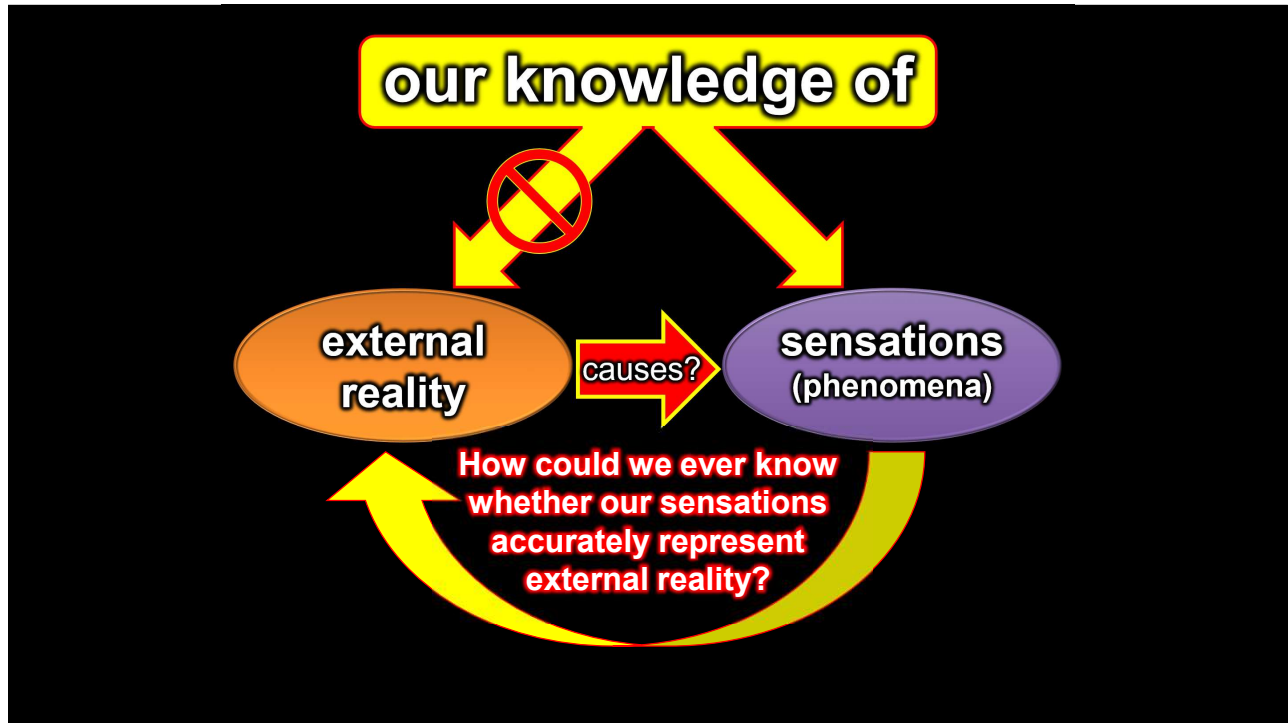 our knowledge of
external
reality
causes?
sensations
(phenomena)
How could we ever know
whether our sensations
accurately represent
external reality?